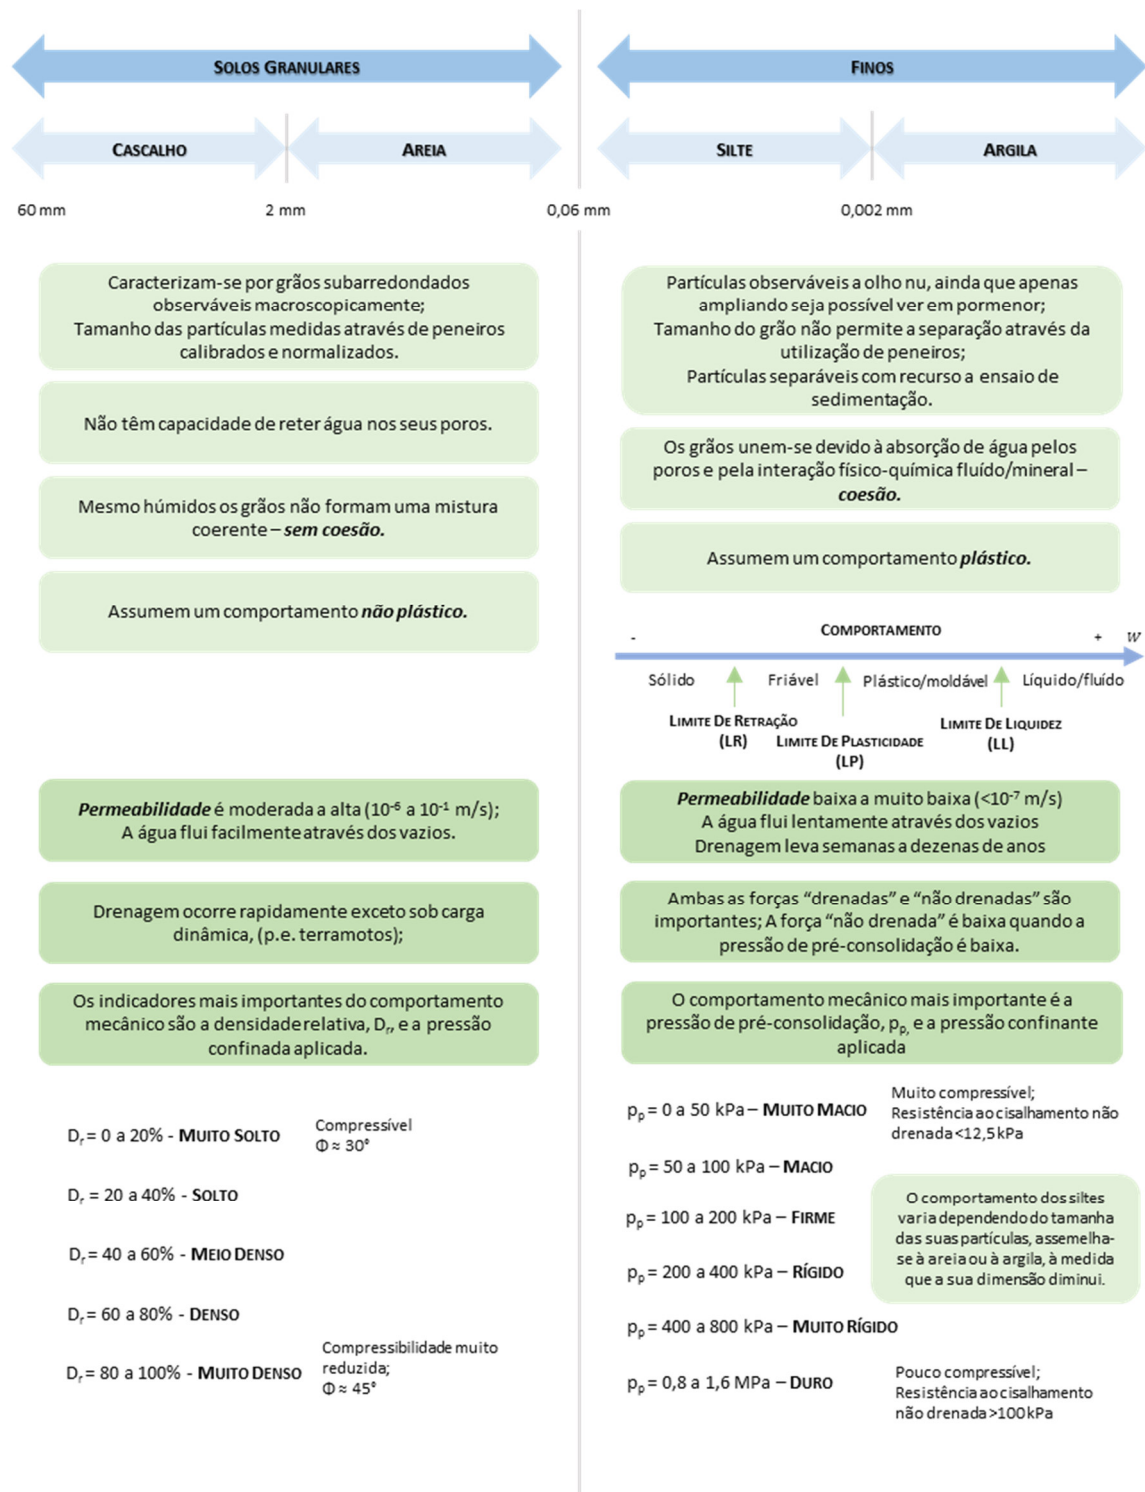 SOLOS GRANULARES
FINOS
CASCALHO
AREIA
SILTE
ARGILA
60 mm
2 mm
0,06 mm
0,002 mm
Caracterizam-se por grãos subarredondados
observáveis macroscopicamente;
Tamanho das partículas medidas através de peneiros
calibrados e normalizados.
Não têm capacidade de reter água nos seus poros.
Mesmo húmidos os grãos não formam uma mistura
coerente – sem coesão.
Assumem um comportamento não plástico.
Partículas observáveis a olho nu, ainda que apenas
ampliando seja possível ver em pormenor;
Tamanho do grão não permite a separação através da
utilização de peneiros;
Partículas separáveis com recurso a ensaio de
sedimentação.
Os grãos unem-se devido à absorção de água pelos
poros e pela interação físico-química fluído/mineral –
coesão.
Assumem um comportamento plástico.
COMPORTAMENTO
- + W
Sólido Friável Plástico/moldável Líquido/fluído
LIMITE DE RETRAÇÃO
(LR)
LIMITE DE PLASTICIDADE
(LP)
LIMITE DE LIQUIDEZ
(LL)
Permeabilidade é moderada a alta (10⁻⁶ a 10⁻¹ m/s);
A água flui facilmente através dos vazios.
Drenagem ocorre rapidamente exceto sob carga
dinâmica, (p.e. terramotos);
Os indicadores mais importantes do comportamento
mecânico são a densidade relativa, Dᵣ, e a pressão
confinada aplicada.
Permeabilidade baixa a muito baixa (<10⁻⁷ m/s)
A água flui lentamente através dos vazios
Drenagem leva semanas a dezenas de anos
Ambas as forças “drenadas” e “não drenadas” são
importantes; A força “não drenada” é baixa quando a
pressão de pré-consolidação é baixa.
O comportamento mecânico mais importante é a
pressão de pré-consolidação, pₚ, e a pressão confinante
aplicada
Dᵣ = 0 a 20% - MUITO SOLTO
Compressível
Φ ≈ 30°
Dᵣ = 20 a 40% - SOLTO
Dᵣ = 40 a 60% - MEIO DENSO
Dᵣ = 60 a 80% - DENSO
Dᵣ = 80 a 100% - MUITO DENSO
Compressibilidade muito
reduzida;
Φ ≈ 45°
pₚ = 0 a 50 kPa – MUITO MACIO
Muito compressível;
Resistência ao cisalhamento não
drenada <12,5 kPa
pₚ = 50 a 100 kPa – MACIO
pₚ = 100 a 200 kPa – FIRME
pₚ = 200 a 400 kPa – RÍGIDO
O comportamento dos siltes
varia dependendo do tamanha
das suas partículas, assemelha-
se à areia ou à argila, à medida
que a sua dimensão diminui.
pₚ = 400 a 800 kPa – MUITO RÍGIDO
pₚ = 0,8 a 1,6 MPa – DURO
Pouco compressível;
Resistência ao cisalhamento
não drenada >100 kPa